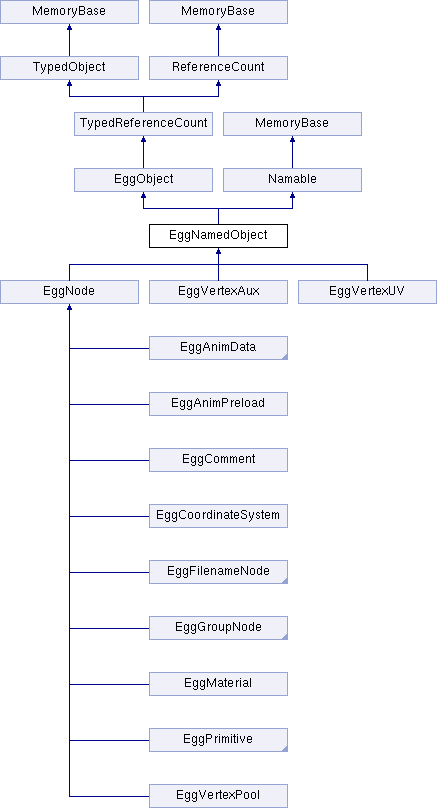 MemoryBase
MemoryBase
TypedObject
ReferenceCount
TypedReferenceCount
MemoryBase
EggObject
Namable
EggNamedObject
EggNode
EggVertexAux
EggVertexUV
EggAnimData
EggAnimPreload
EggComment
EggCoordinateSystem
EggFilenameNode
EggGroupNode
EggMaterial
EggPrimitive
EggVertexPool